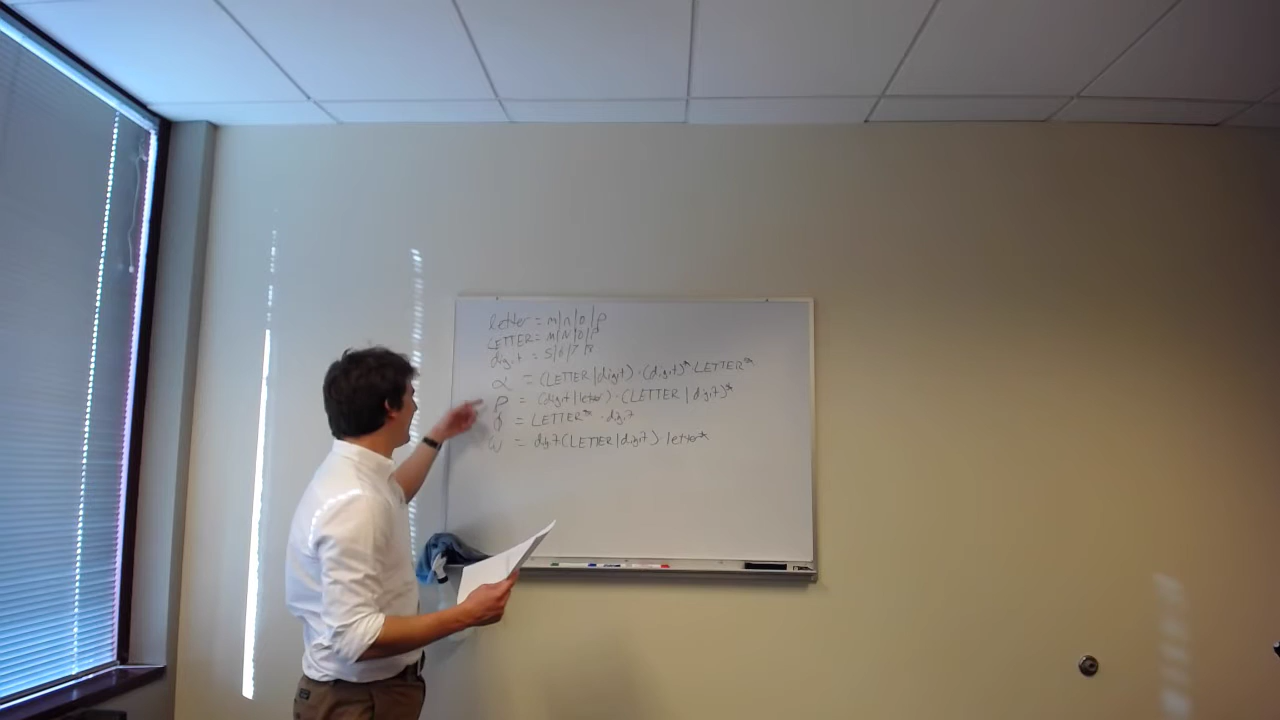 letter = m|n|o|p
LETTER = M|N|O|P
digit = 5|6|7|8
α = (LETTER|digit)·(digit)* LETTER*
ρ = (digit|letter)·(LETTER|digit)*
∂ = LETTER*·digit
ω = digit(LETTER|digit)·letter*